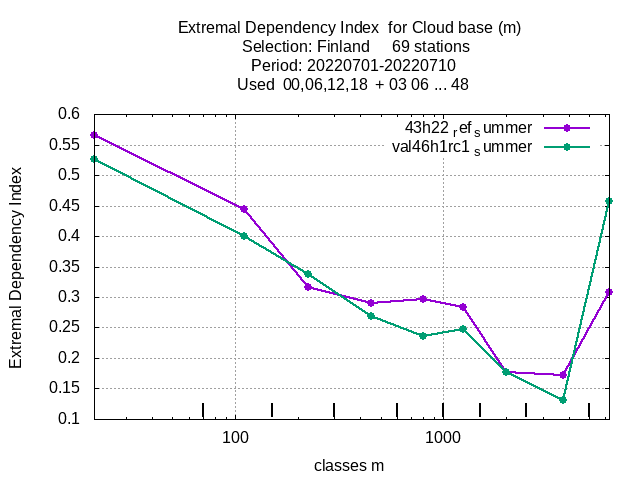 Extremal Dependency Index for Cloud base (m)
Selection: Finland 69 stations
Period: 20220701-20220710
Used 00,06,12,18 + 03 06 ... 48
43h22 ref summer
val46h1rc1 summer
Extremal Dependency Index
0.6
0.55
0.5
0.45
0.4
0.35
0.3
0.25
0.2
0.15
0.1
100
1000
classes m